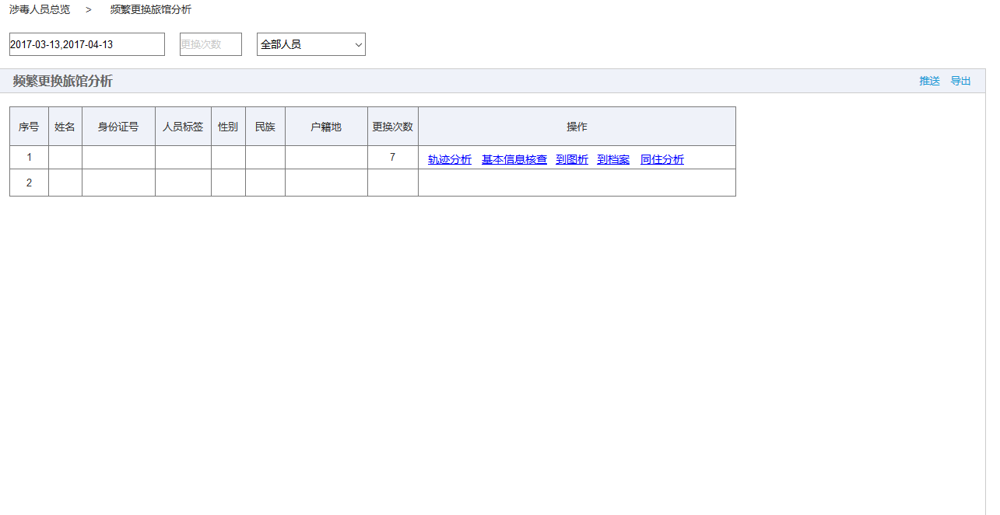 涉毒人员总览 > 频繁更换旅馆分析
2017-03-13,2017-04-13 更换次数 全部人员
频繁更换旅馆分析 推送 导出
序号 姓名 身份证号 人员标签 性别 民族 户籍地 更换次数 操作
1 7 轨迹分析 基本信息核查 到图析 到档案 同住分析
2